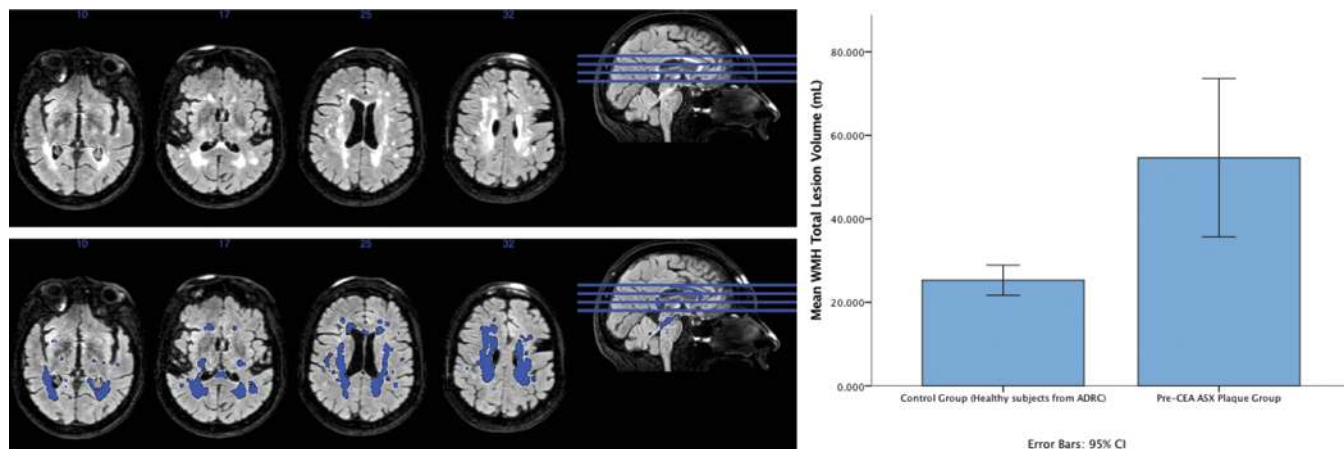 10 17 25 32
10 17 25 32
Mean WMH Total Lesion Volume (mL)
80.000
60.000
40.000
20.000
0.000
Control Group (Healthy subjects from ADRC) Pre-CEA ASX Plaque Group
Error Bars: 95% CI